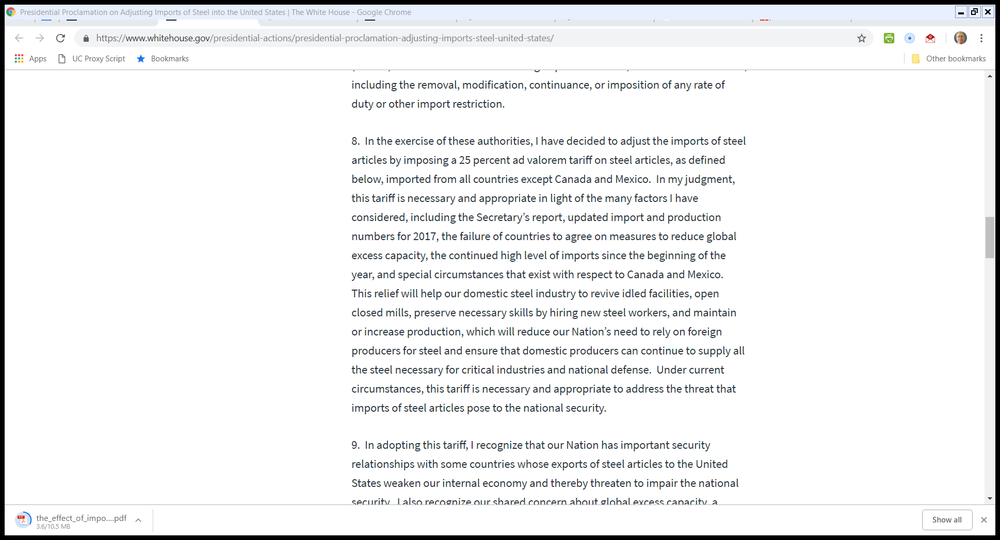 Presidential Proclamation on Adjusting Imports of Steel into the United States | The White House - Google Chrome
https://www.whitehouse.gov/presidential-actions/presidential-proclamation-adjusting-imports-steel-united-states/
Apps UC Proxy Script Bookmarks Other bookmarks
including the removal, modification, continuance, or imposition of any rate of
duty or other import restriction.
8.  In the exercise of these authorities, I have decided to adjust the imports of steel
articles by imposing a 25 percent ad valorem tariff on steel articles, as defined
below, imported from all countries except Canada and Mexico.  In my judgment,
this tariff is necessary and appropriate in light of the many factors I have
considered, including the Secretary’s report, updated import and production
numbers for 2017, the failure of countries to agree on measures to reduce global
excess capacity, the continued high level of imports since the beginning of the
year, and special circumstances that exist with respect to Canada and Mexico.
This relief will help our domestic steel industry to revive idled facilities, open
closed mills, preserve necessary skills by hiring new steel workers, and maintain
or increase production, which will reduce our Nation’s need to rely on foreign
producers for steel and ensure that domestic producers can continue to supply all
the steel necessary for critical industries and national defense.  Under current
circumstances, this tariff is necessary and appropriate to address the threat that
imports of steel articles pose to the national security.
9.  In adopting this tariff, I recognize that our Nation has important security
relationships with some countries whose exports of steel articles to the United
States weaken our internal economy and thereby threaten to impair the national
security.  I also recognize our shared concern about global excess capacity, a
the_effect_of_impo....pdf
3.6/10.5 MB
Show all